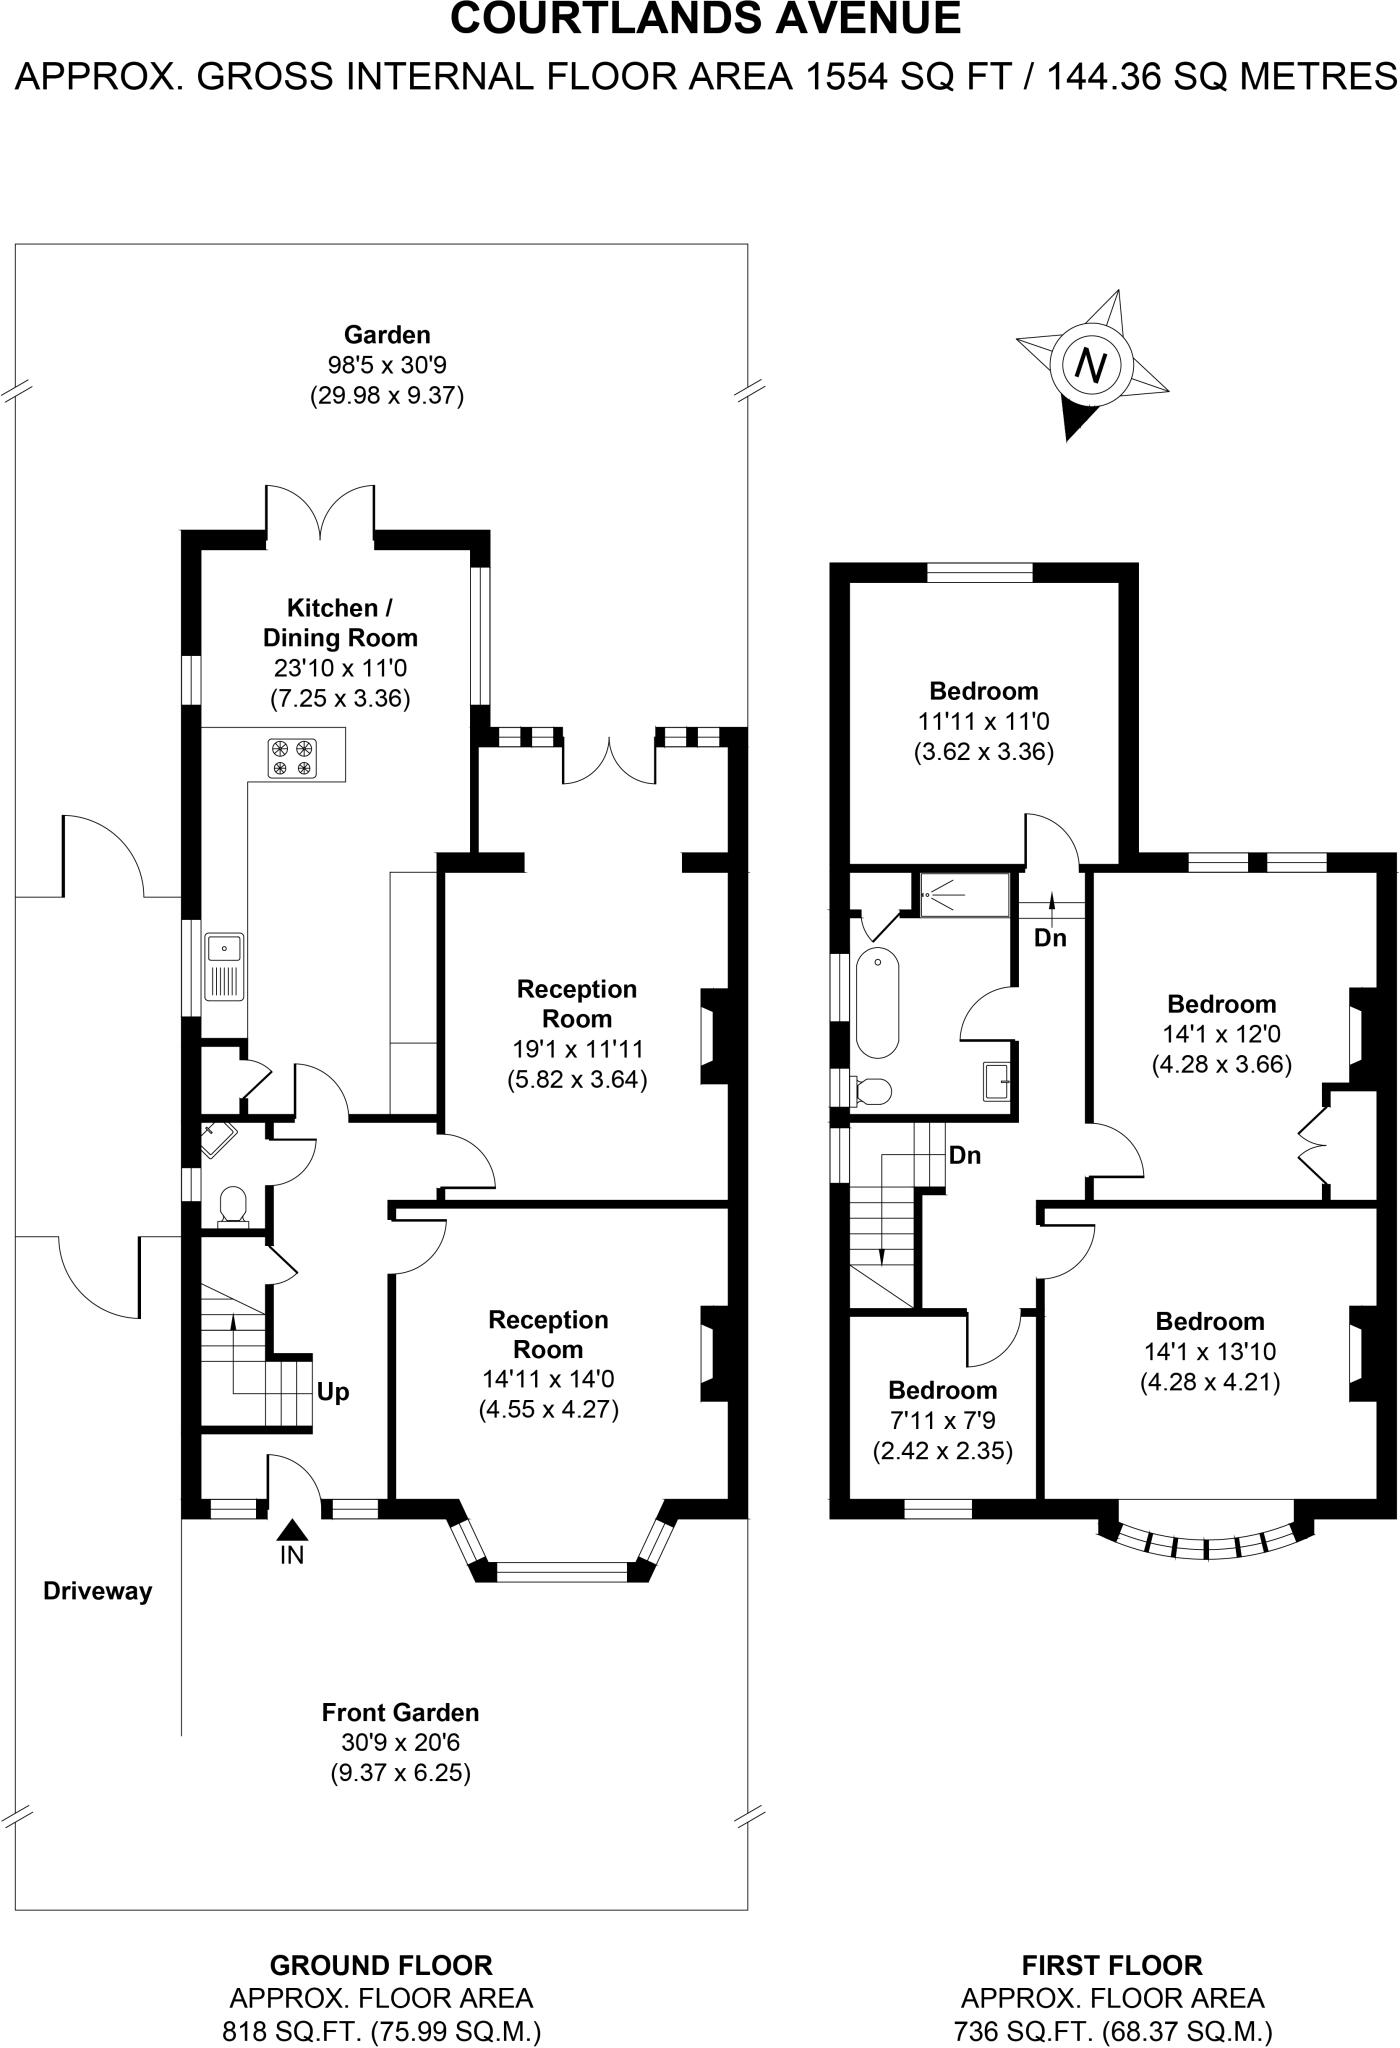 COURTLANDS AVENUE
APPROX. GROSS INTERNAL FLOOR AREA 1554 SQ FT / 144.36 SQ METRES
Garden
98'5 x 30'9
(29.98 x 9.37)
N
Kitchen /
Dining Room
23'10 x 11'0
(7.25 x 3.36)
Reception
Room
19'1 x 11'11
(5.82 x 3.64)
Reception
Room
14'11 x 14'0
(4.55 x 4.27)
Up
IN
Driveway
Front Garden
30'9 x 20'6
(9.37 x 6.25)
GROUND FLOOR
APPROX. FLOOR AREA
818 SQ.FT. (75.99 SQ.M.)
Bedroom
11'11 x 11'0
(3.62 x 3.36)
Dn
Bedroom
14'1 x 12'0
(4.28 x 3.66)
Dn
Bedroom
14'1 x 13'10
(4.28 x 4.21)
Bedroom
7'11 x 7'9
(2.42 x 2.35)
FIRST FLOOR
APPROX. FLOOR AREA
736 SQ.FT. (68.37 SQ.M.)